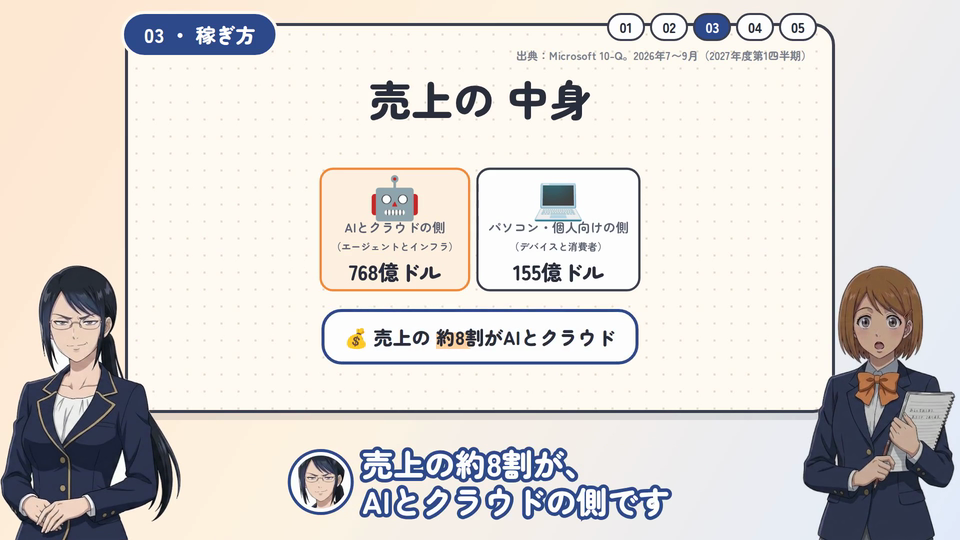 03 ・ 稼ぎ方
01 02 03 04 05
出典：Microsoft 10-Q。2026年7〜9月（2027年度第1四半期）
売上の 中身
AIとクラウドの側
（エージェントとインフラ）
768億ドル
パソコン・個人向けの側
（デバイスと消費者）
155億ドル
売上の 約8割がAIとクラウド
売上の約8割が、
AIとクラウドの側です